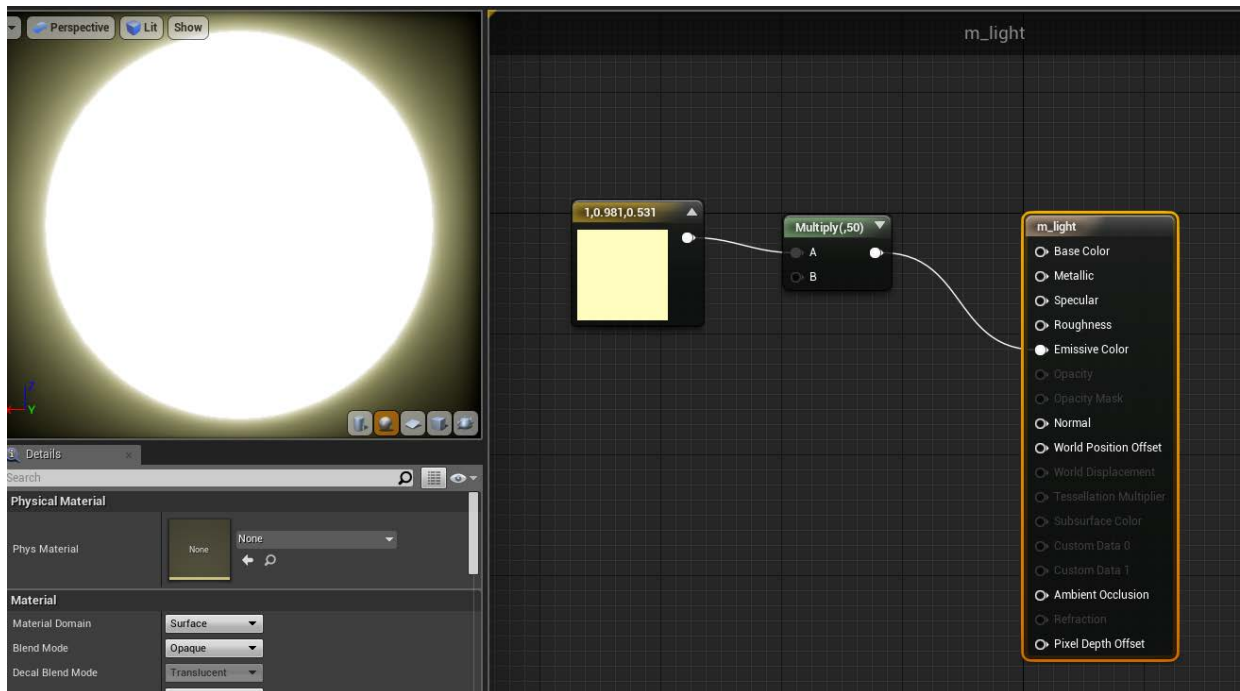 Perspective Lit Show
Z
Y
Details
Search
Physical Material
Phys Material
None
None
Material
Material Domain
Surface
Blend Mode
Opaque
Decal Blend Mode
Translucent
m_light
1,0.981,0.531
Multiply(,50)
A
B
m_light
Base Color
Metallic
Specular
Roughness
Emissive Color
Opacity
Opacity Mask
Normal
World Position Offset
World Displacement
Tessellation Multiplier
Subsurface Color
Custom Data 0
Custom Data 1
Ambient Occlusion
Refraction
Pixel Depth Offset